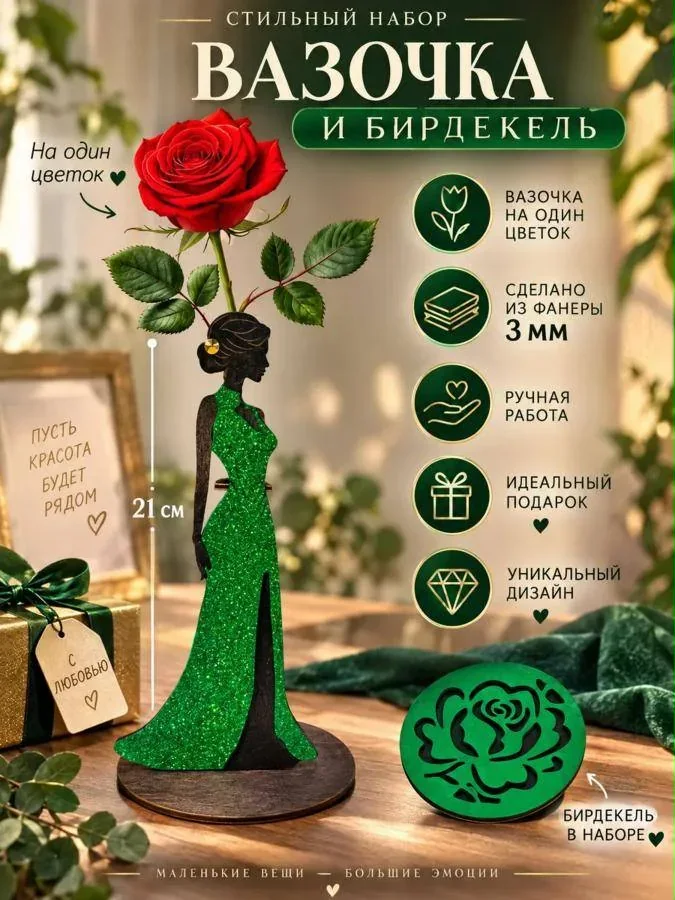 СТИЛЬНЫЙ НАБОР
ВАЗОЧКА
И БИРДЕКЕЛЬ
На один
цветок
ВАЗОЧКА
НА ОДИН
ЦВЕТОК
СДЕЛАНО
ИЗ ФАНЕРЫ
3 ММ
РУЧНАЯ
РАБОТА
ИДЕАЛЬНЫЙ
ПОДАРОК
УНИКАЛЬНЫЙ
ДИЗАЙН
21 см
ПУСТЬ
КРАСОТА
БУДЕТ
РЯДОМ
С
ЛЮБОВЬЮ
БИРДЕКЕЛЬ
В НАБОРЕ
МАЛЕНЬКИЕ ВЕЩИ — БОЛЬШИЕ ЭМОЦИИ